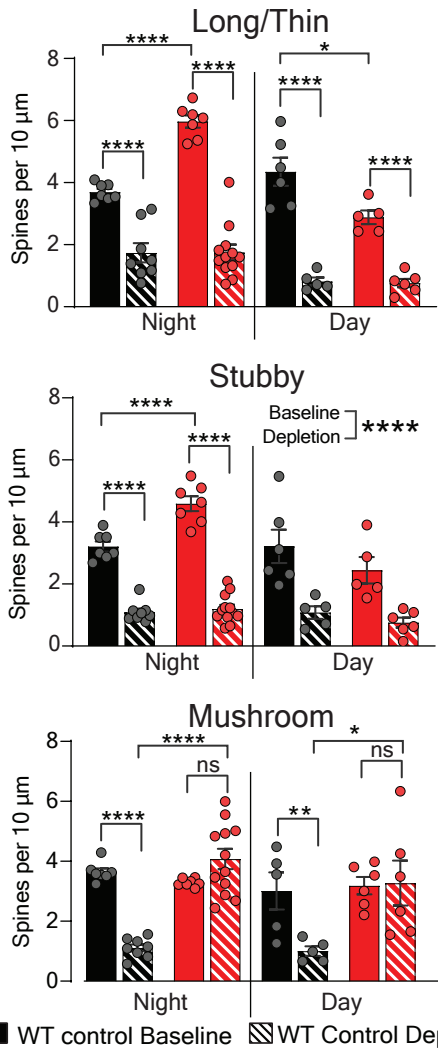 Long/Thin
****
*
****
****
****
****
Spines per 10 µm
8
6
4
2
0
Night
Day
Stubby
****
Baseline
Depletion
****
****
****
Spines per 10 µm
8
6
4
2
0
Night
Day
Mushroom
****
*
ns
ns
****
**
Spines per 10 µm
8
6
4
2
0
Night
Day
WT control Baseline
WT Control Dep